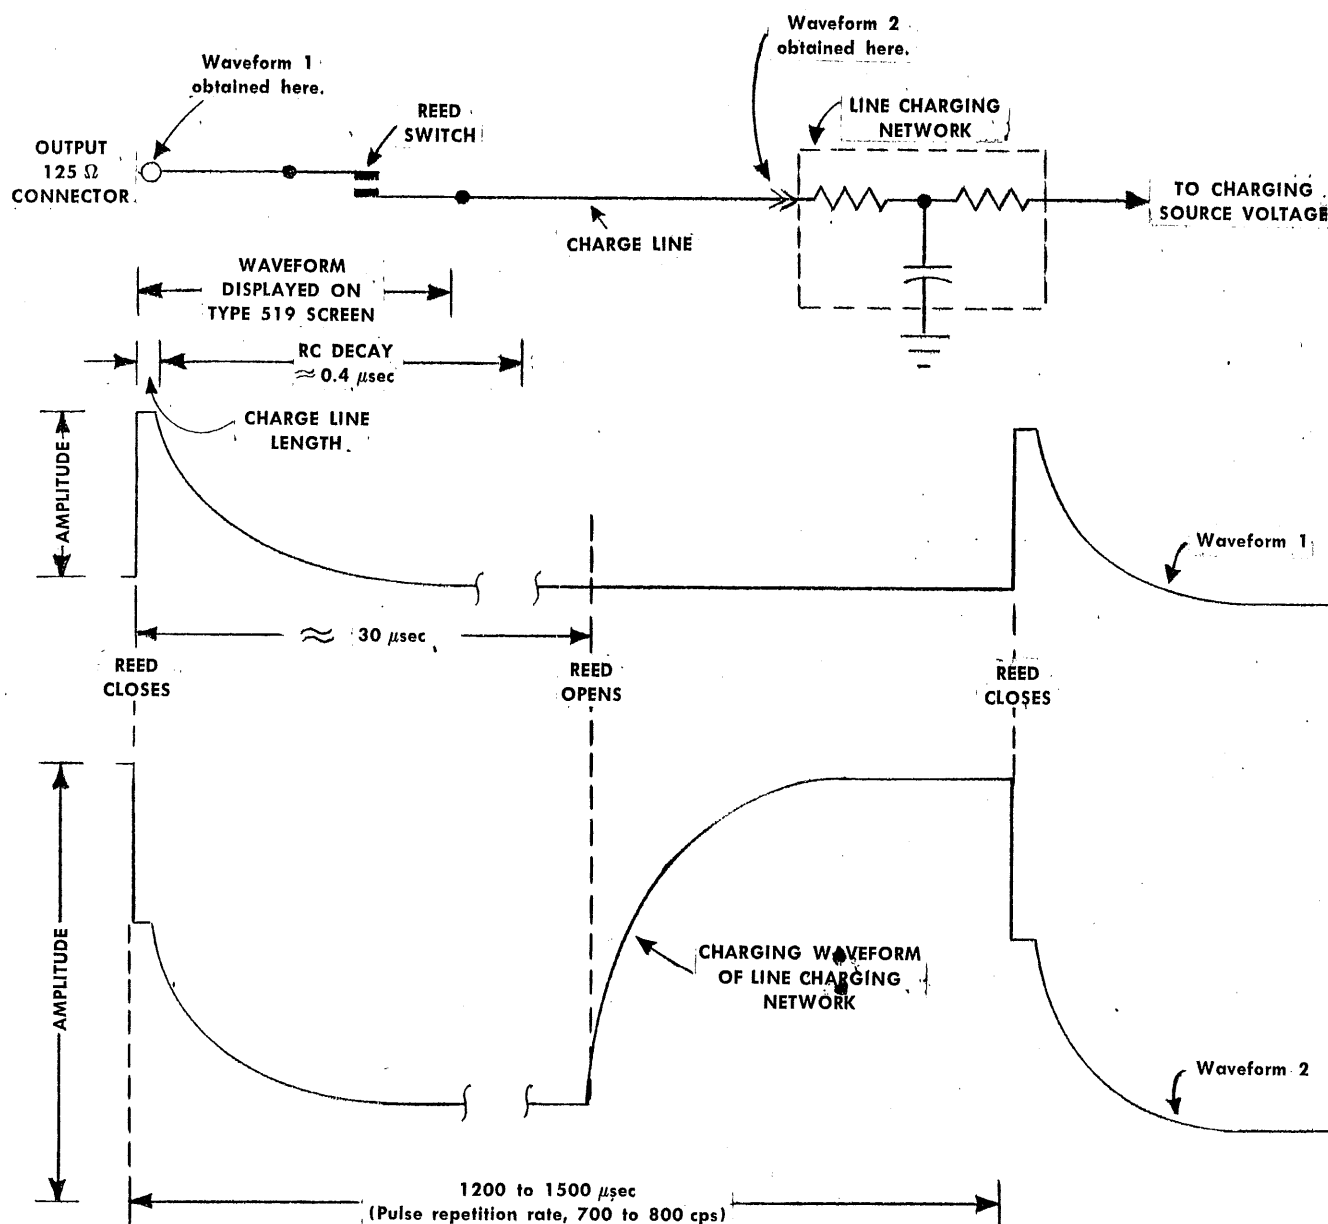 Waveform 1
obtained here.
Waveform 2
obtained here.
REED
SWITCH
LINE CHARGING
NETWORK
OUTPUT
125 Ω
CONNECTOR
TO CHARGING
SOURCE VOLTAGE
CHARGE LINE
WAVEFORM
DISPLAYED ON
TYPE 519 SCREEN
RC DECAY
≈ 0.4 μsec
CHARGE LINE
LENGTH
AMPLITUDE
Waveform 1
≈ 30 μsec
REED
CLOSES
REED
OPENS
REED
CLOSES
AMPLITUDE
CHARGING WAVEFORM
OF LINE CHARGING
NETWORK
Waveform 2
1200 to 1500 μsec
(Pulse repetition rate, 700 to 800 cps)